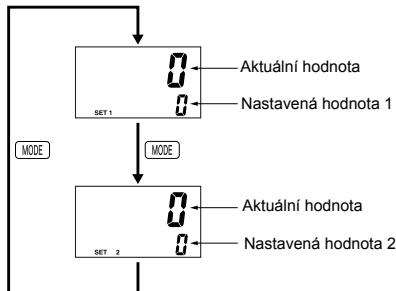 0 Aktuální hodnota
SET 1 0 Nastavená hodnota 1
MODE MODE
0 Aktuální hodnota
SET 2 0 Nastavená hodnota 2